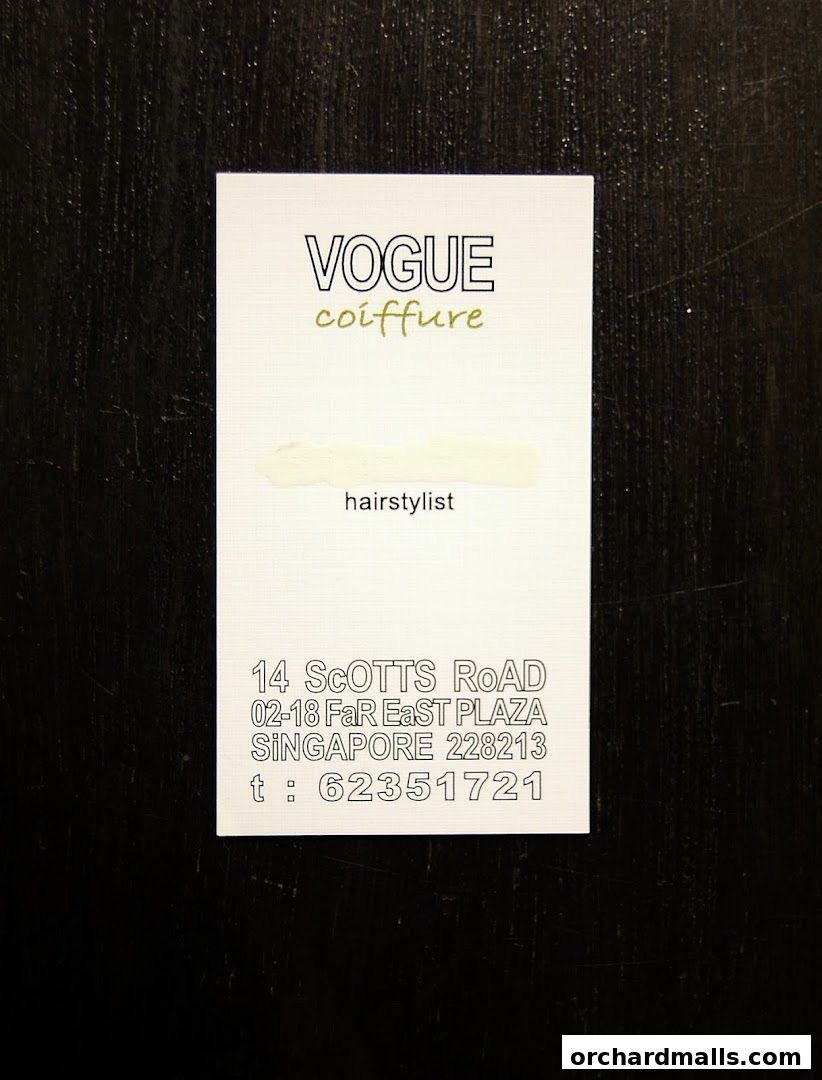 VOGUE
coiffure
hairstylist
14 ScOTTS RoAD
02-18 FaR EaST PLAZA
SiNGAPORE 228213
t : 62351721
orchardmalls.com